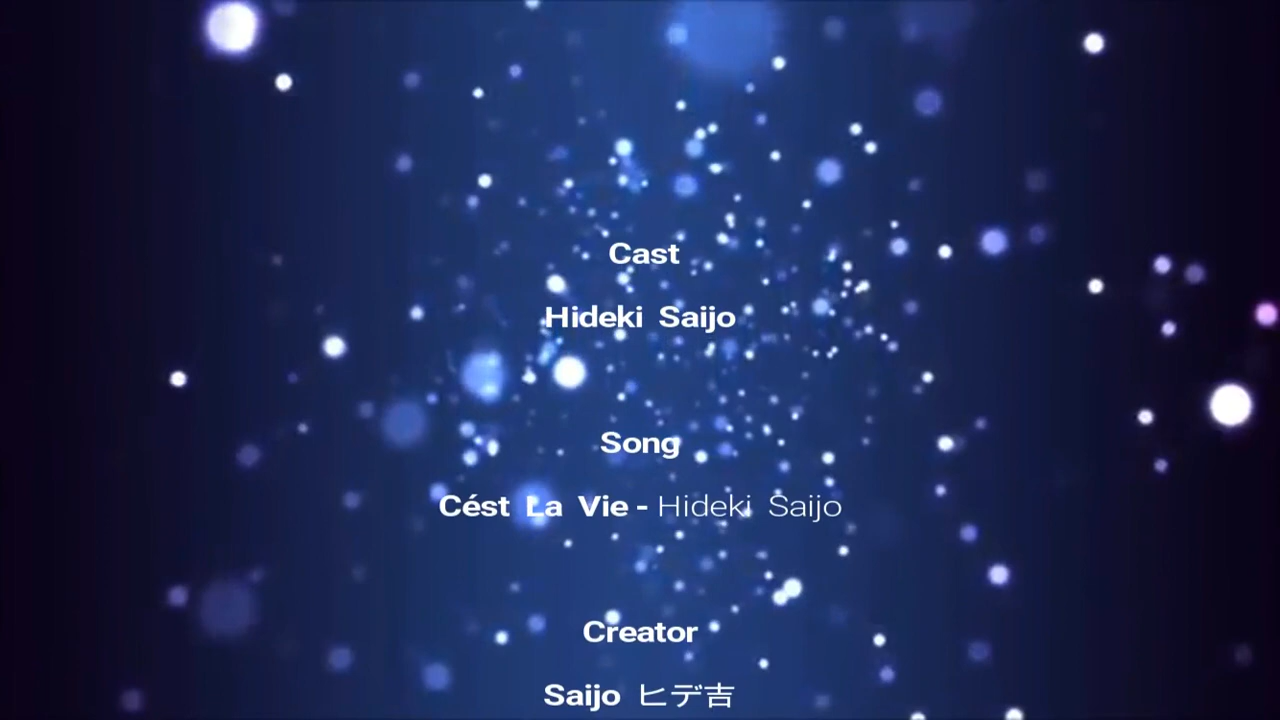 Cast
Hideki Saijo
Song
Cést La Vie - Hideki Saijo
Creator
Saijo ヒデ吉